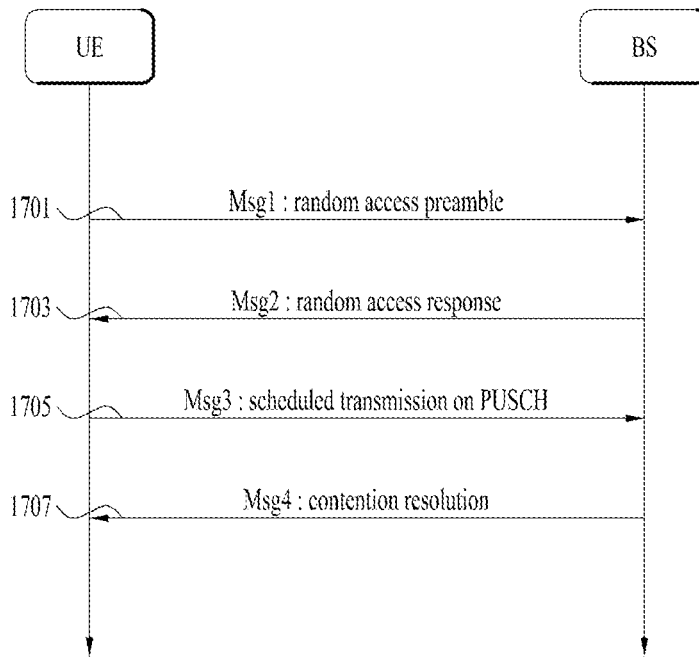 UE
BS
1701
Msg1 : random access preamble
1703
Msg2 : random access response
1705
Msg3 : scheduled transmission on PUSCH
1707
Msg4 : contention resolution